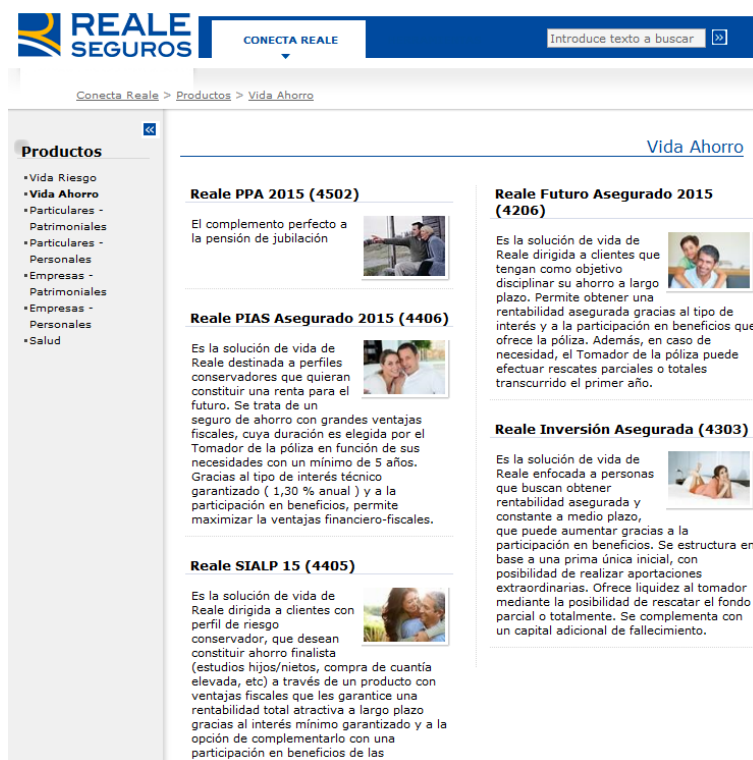 REALE
SEGUROS
CONECTA REALE
Introduce texto a buscar
Conecta Reale > Productos > Vida Ahorro
Productos
▪Vida Riesgo
▪Vida Ahorro
▪Particulares -
Patrimoniales
▪Particulares -
Personales
▪Empresas -
Patrimoniales
▪Empresas -
Personales
▪Salud
Vida Ahorro
Reale PPA 2015 (4502)
El complemento perfecto a
la pensión de jubilación
Reale PIAS Asegurado 2015 (4406)
Es la solución de vida de
Reale destinada a perfiles
conservadores que quieran
constituir una renta para el
futuro. Se trata de un
seguro de ahorro con grandes ventajas
fiscales, cuya duración es elegida por el
Tomador de la póliza en función de sus
necesidades con un mínimo de 5 años.
Gracias al tipo de interés técnico
garantizado ( 1,30 % anual ) y a la
participación en beneficios, permite
maximizar la ventajas financiero-fiscales.
Reale SIALP 15 (4405)
Es la solución de vida de
Reale dirigida a clientes con
perfil de riesgo
conservador, que desean
constituir ahorro finalista
(estudios hijos/nietos, compra de cuantía
elevada, etc) a través de un producto con
ventajas fiscales que les garantice una
rentabilidad total atractiva a largo plazo
gracias al interés mínimo garantizado y a la
opción de complementarlo con una
participación en beneficios de las
Reale Futuro Asegurado 2015
(4206)
Es la solución de vida de
Reale dirigida a clientes que
tengan como objetivo
disciplinar su ahorro a largo
plazo. Permite obtener una
rentabilidad asegurada gracias al tipo de
interés y a la participación en beneficios que
ofrece la póliza. Además, en caso de
necesidad, el Tomador de la póliza puede
efectuar rescates parciales o totales
transcurrido el primer año.
Reale Inversión Asegurada (4303)
Es la solución de vida de
Reale enfocada a personas
que buscan obtener
rentabilidad asegurada y
constante a medio plazo,
que puede aumentar gracias a la
participación en beneficios. Se estructura en
base a una prima única inicial, con
posibilidad de realizar aportaciones
extraordinarias. Ofrece liquidez al tomador
mediante la posibilidad de rescatar el fondo
parcial o totalmente. Se complementa con
un capital adicional de fallecimiento.